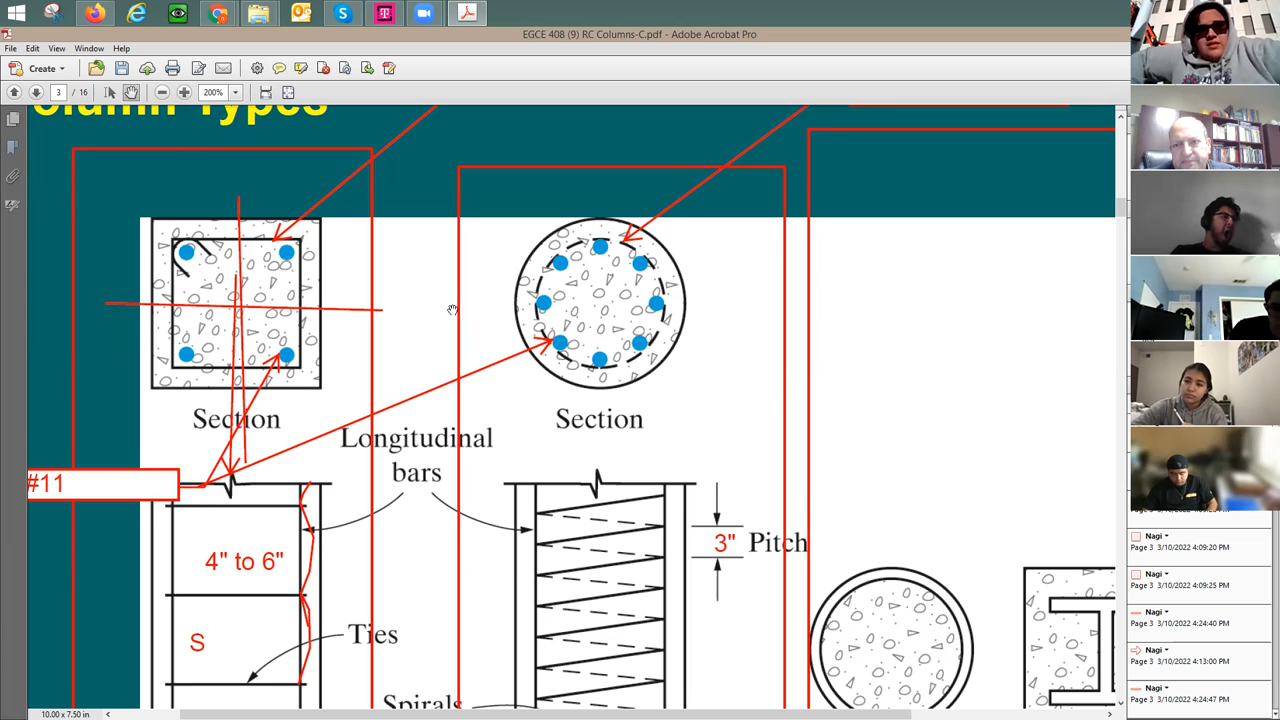 EGCE 408 (9) RC Columns-C.pdf - Adobe Acrobat Pro
File Edit View Window Help
Create
3 / 16
200%
Column Types
Section
Section
Longitudinal
bars
#11
4" to 6"
3" Pitch
S
Ties
Spirals
Nagi
Page 3 3/10/2022 4:09:20 PM
Nagi
Page 3 3/10/2022 4:09:25 PM
Nagi
Page 3 3/10/2022 4:24:40 PM
Nagi
Page 3 3/10/2022 4:13:00 PM
Nagi
Page 3 3/10/2022 4:24:47 PM
10.00 x 7.50 in